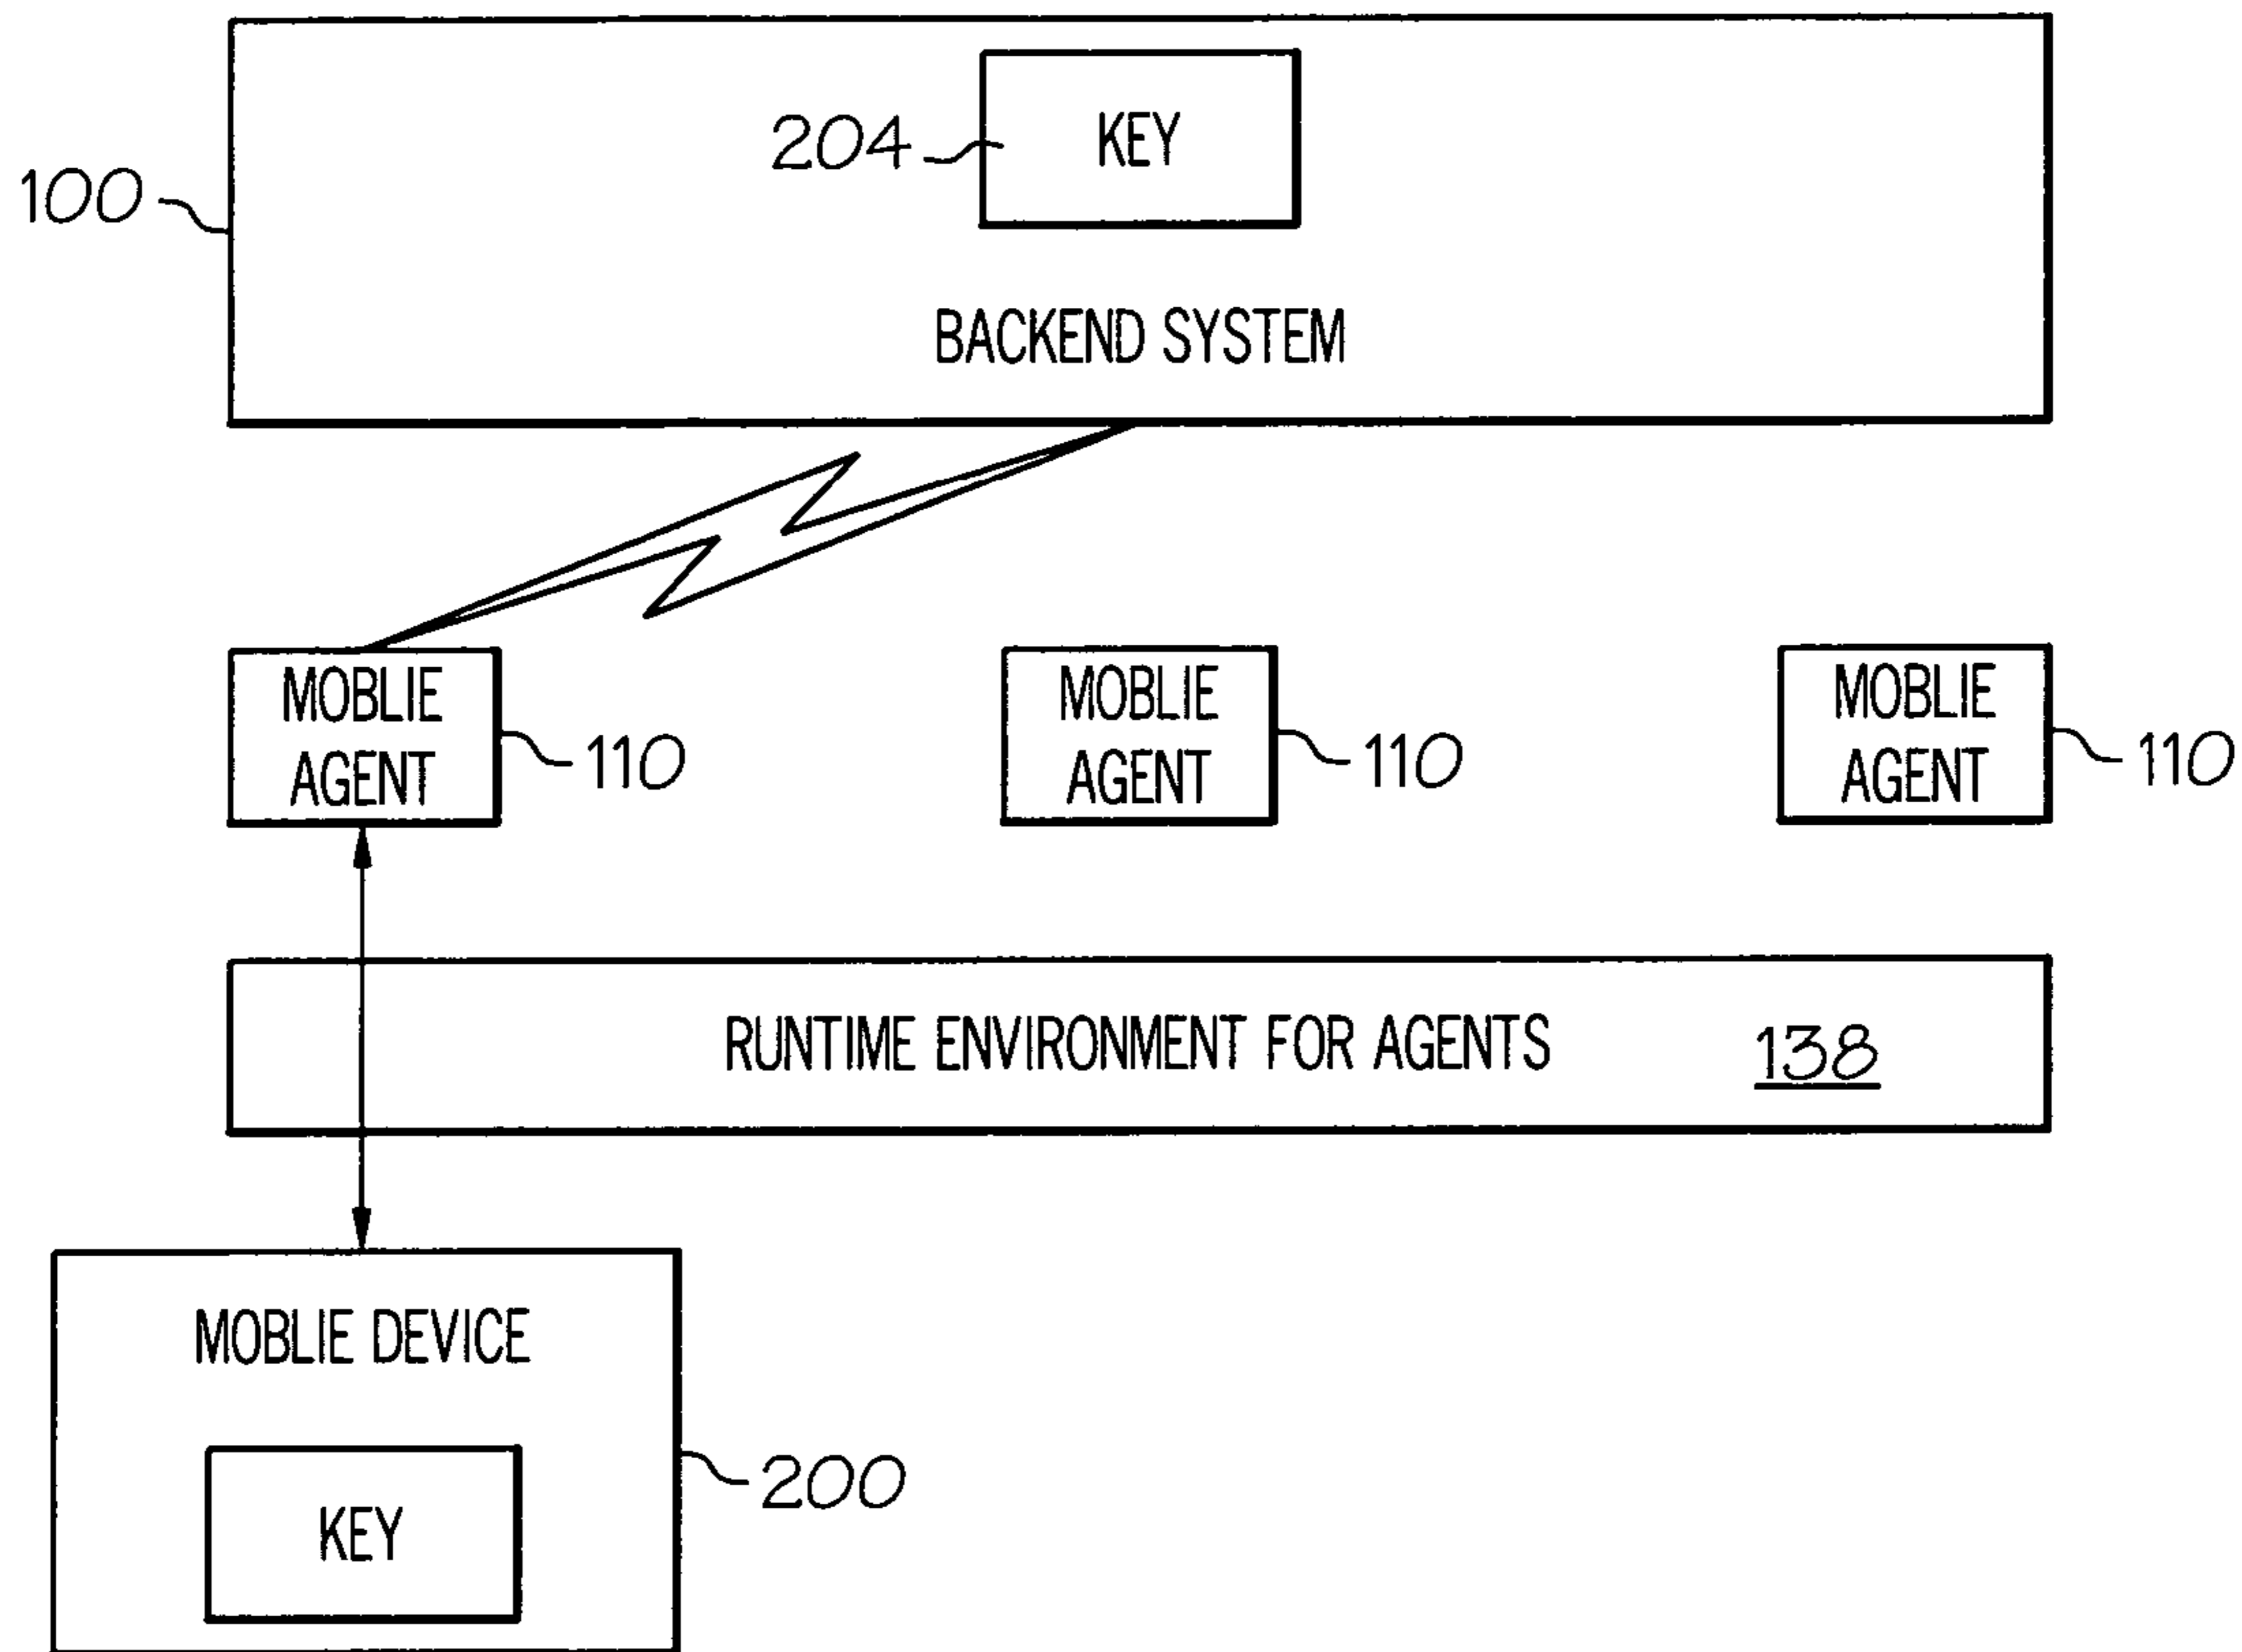 KEY
204
100
BACKEND SYSTEM
MOBLIE
AGENT
110
MOBLIE
AGENT
110
MOBLIE
AGENT
110
RUNTIME ENVIRONMENT FOR AGENTS
138
MOBLIE DEVICE
200
KEY